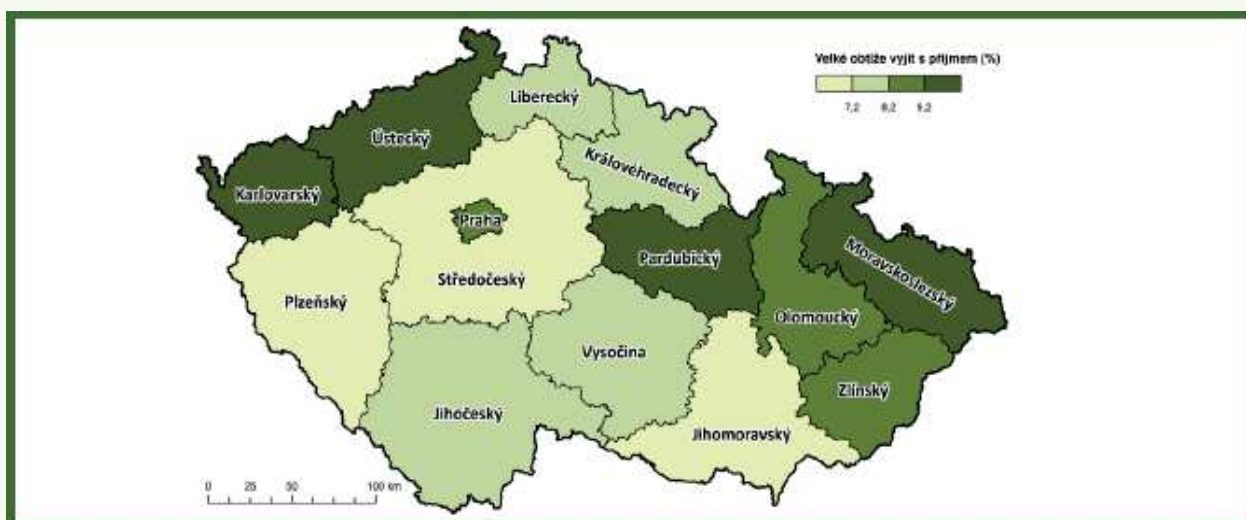 Velké obtíže vyjít s příjmem (%)
7,2 8,2 9,2
Liberecký
Ústecký
Královéhradecký
Karlovarský
Praha
Pardubický
Moravskoslezský
Středočeský
Plzeňský
Olomoucký
Vysočina
Zlínský
Jihočeský
Jihomoravský
0 25 50 100 km